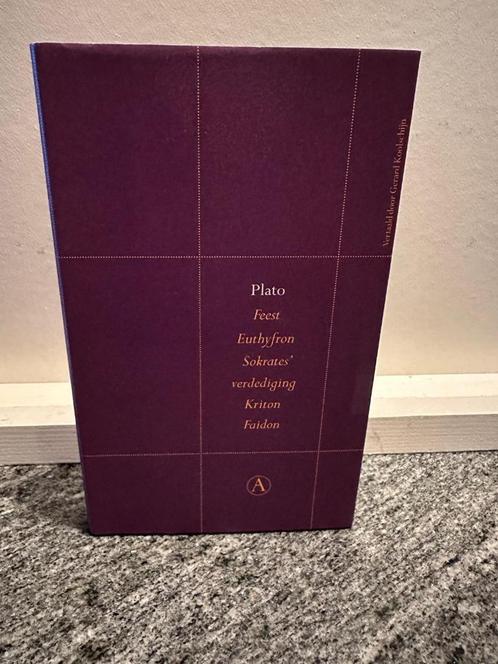 Vertaald door Gerard Koolschijn
Plato
Feest
Euthyfron
Sokrates'
verdediging
Kriton
Faidon
A